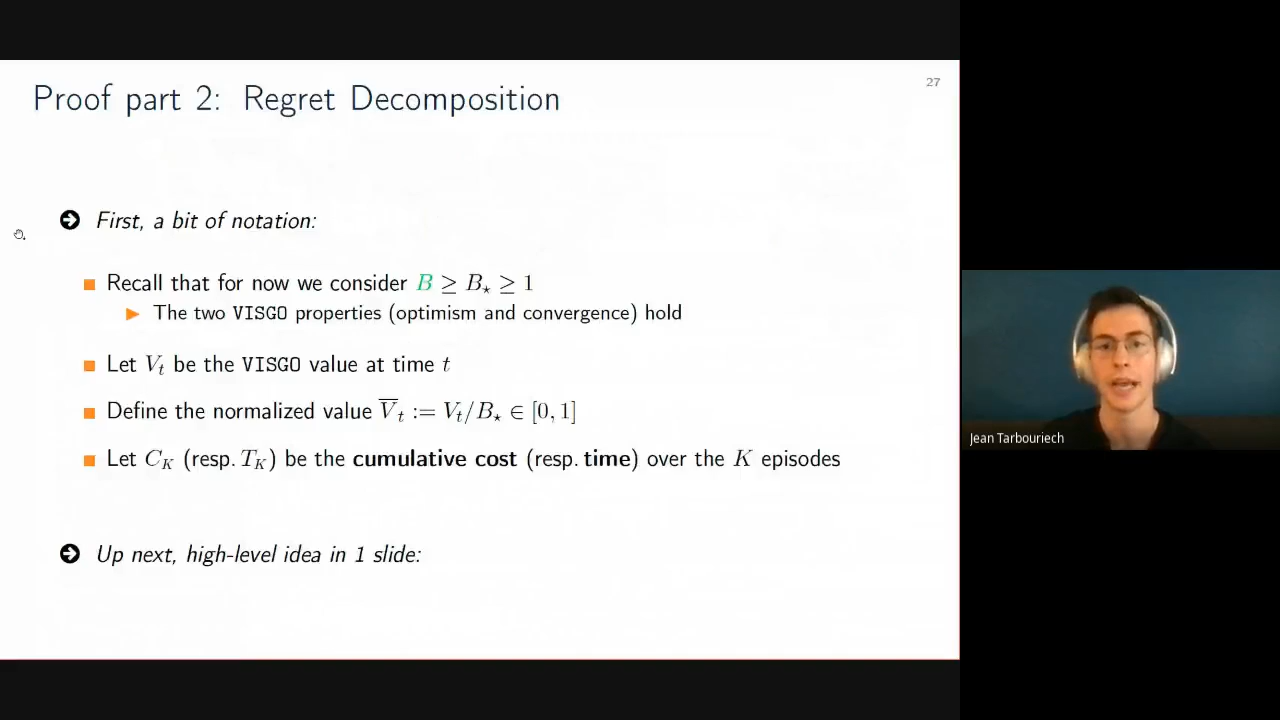 Proof part 2: Regret Decomposition
27
First, a bit of notation:
Recall that for now we consider B ≥ B⋆ ≥ 1
The two VISGO properties (optimism and convergence) hold
Let Vₜ be the VISGO value at time t
Define the normalized value V̅ₜ := Vₜ/B⋆ ∈ [0, 1]
Let C_K (resp. T_K) be the cumulative cost (resp. time) over the K episodes
Up next, high-level idea in 1 slide:
Jean Tarbouriech